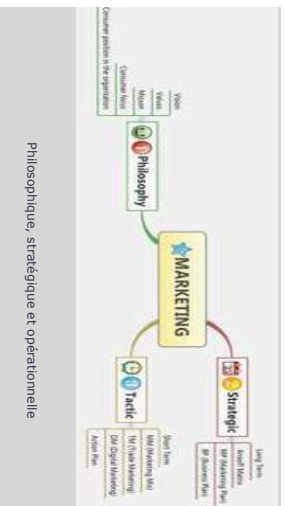 MARKETING
Philosophy
Vision
Values
Mission
Consumer focus
Consumer position in the organisation
Strategic
Long Term
Ansoff Matrix
MP (Marketing Plan)
BP (Business Plan)
Tactic
Short Term
MM (Marketing Mix)
TM (Trade Marketing)
DM (Digital Marketing)
Action Plan
Philosophique, stratégique et opérationnelle